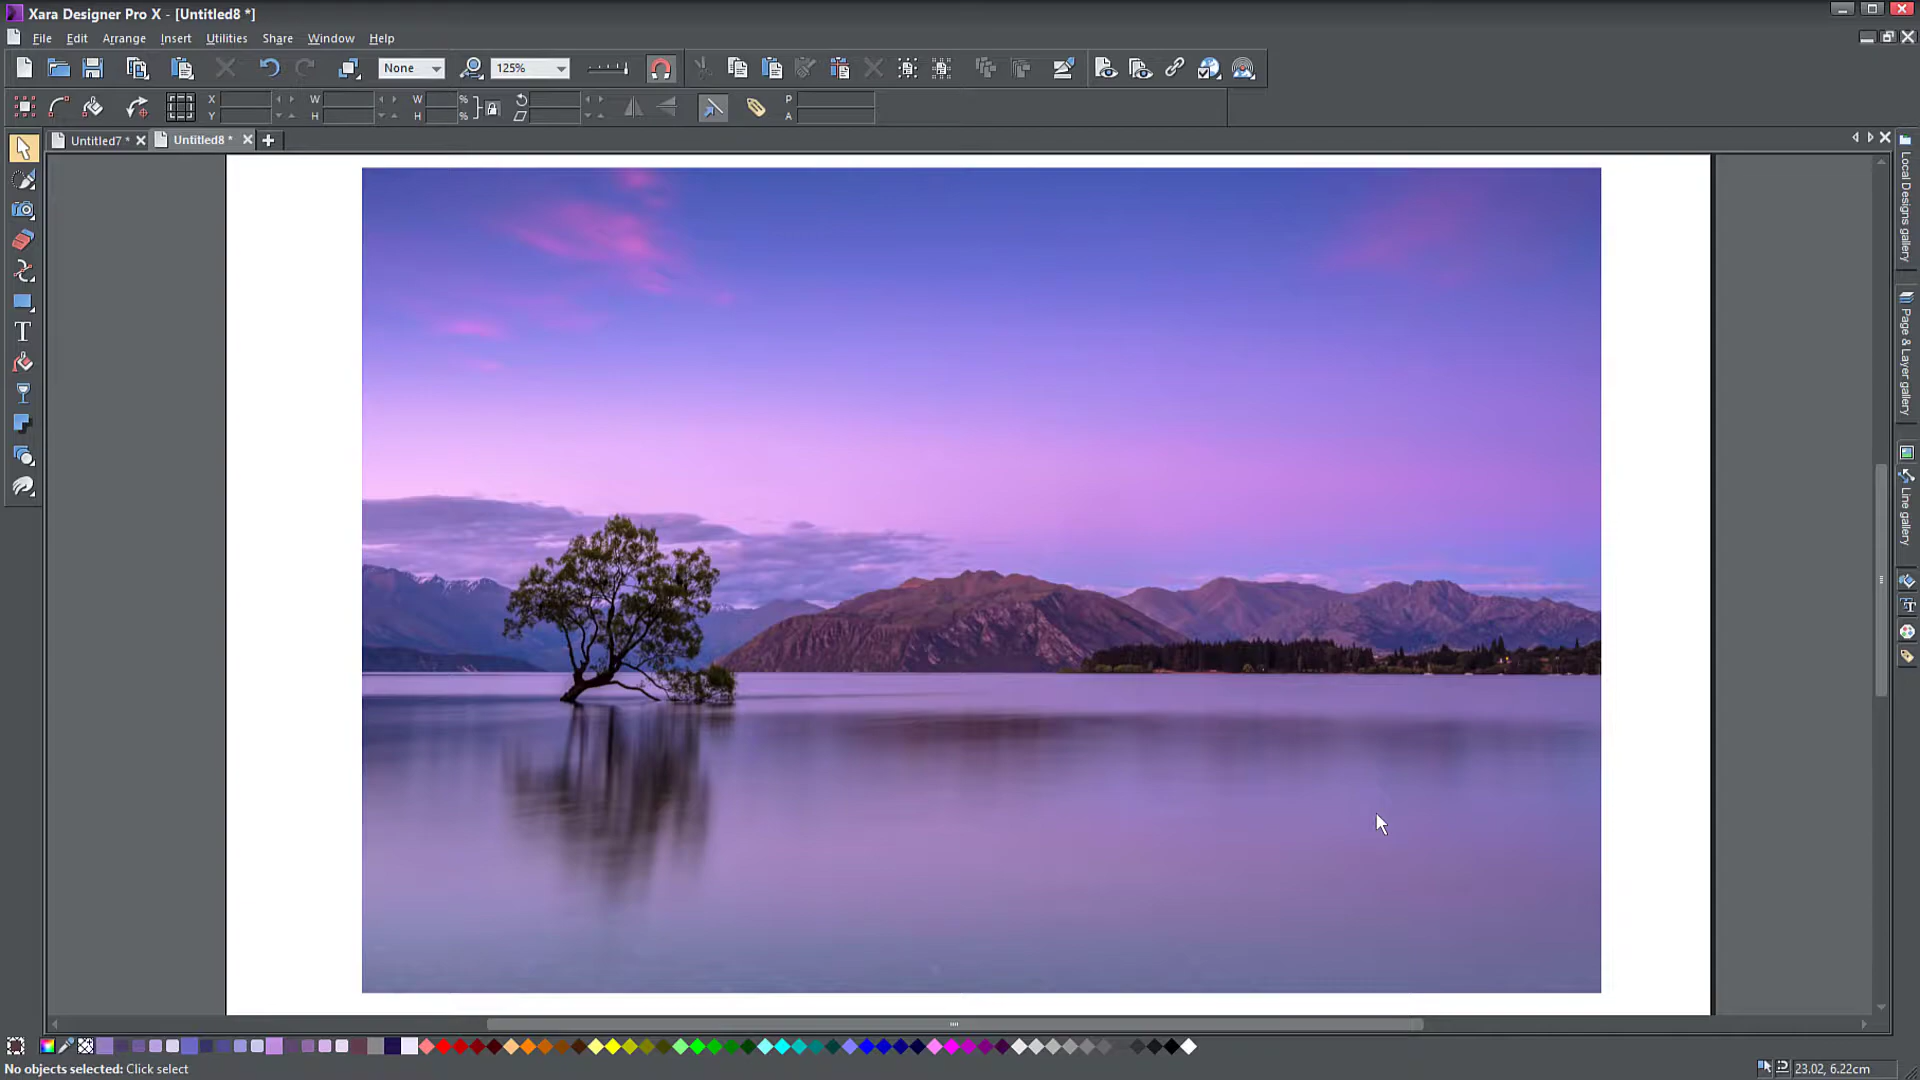 Xara Designer Pro X - [Untitled8 *]
File Edit Arrange Insert Utilities Share Window Help
None 125%
X W W % P
Y H H % A
Untitled7 * Untitled8 *
Local Designs gallery
Page & Layer gallery
Line gallery
T
No objects selected: Click select
23.02, 6.22cm